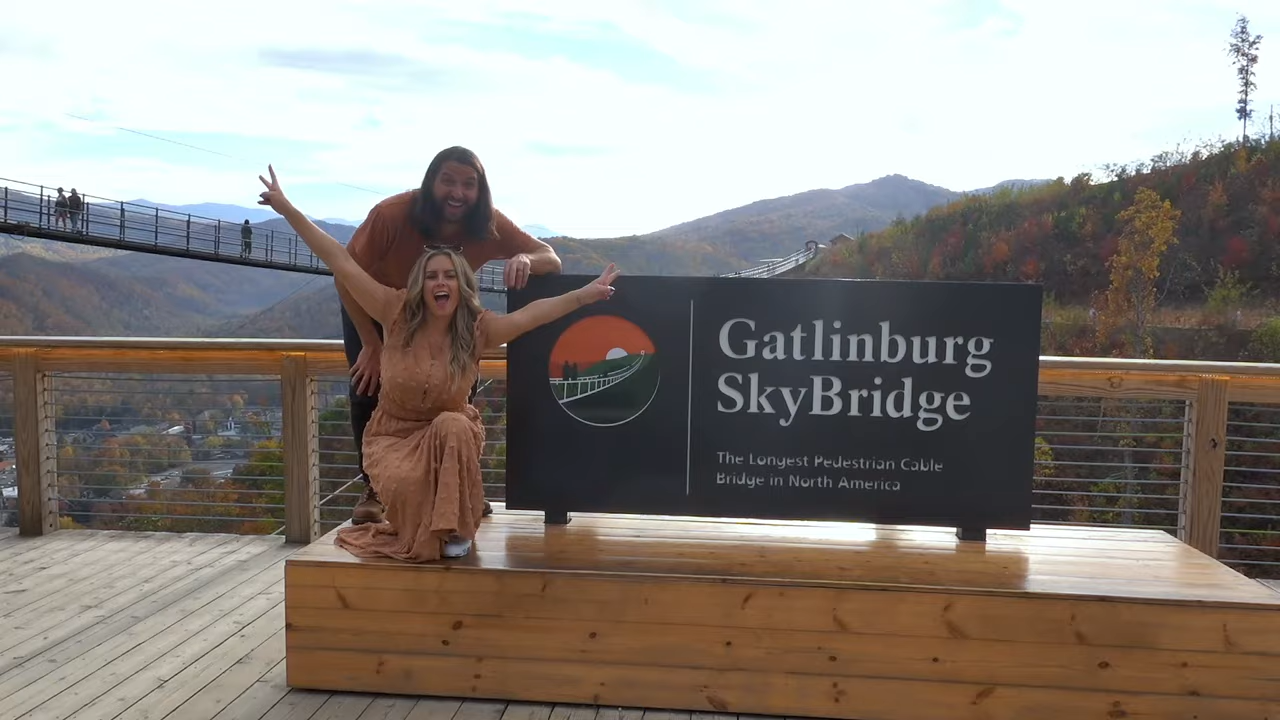 Gatlinburg
SkyBridge
The Longest Pedestrian Cable
Bridge in North America